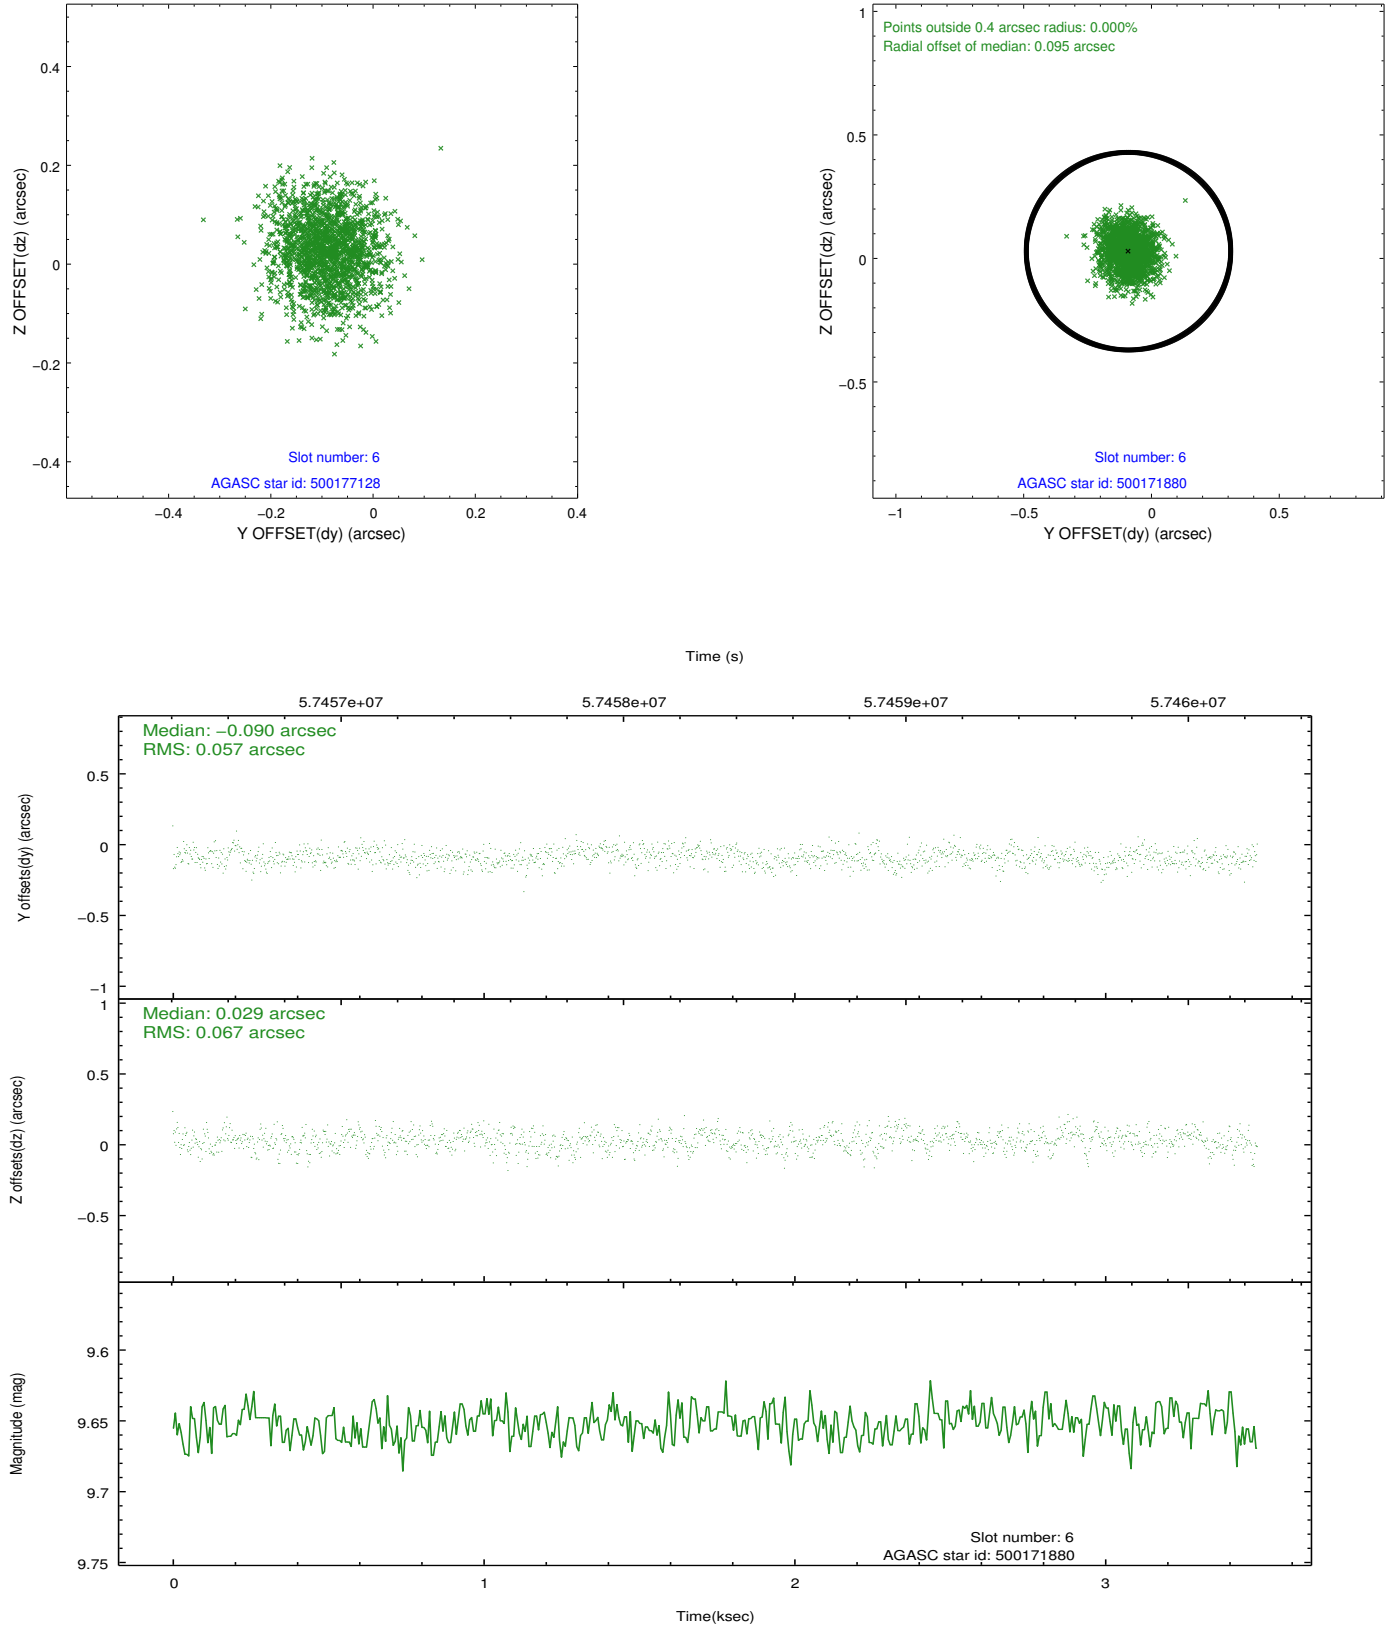 0.4
0.2
0
−0.2
−0.4
Z OFFSET(dz) (arcsec)
Slot number: 6
AGASC star id: 500177128
−0.4
−0.2
0
0.2
0.4
Y OFFSET(dy) (arcsec)
Points outside 0.4 arcsec radius: 0.000%
Radial offset of median: 0.095 arcsec
1
0.5
0
−0.5
Z OFFSET(dz) (arcsec)
Slot number: 6
AGASC star id: 500171880
−1
−0.5
0
0.5
Y OFFSET(dy) (arcsec)
Time (s)
5.7457e+07
5.7458e+07
5.7459e+07
5.746e+07
Median: −0.090 arcsec
RMS: 0.057 arcsec
0.5
0
−0.5
−1
Y offsets(dy) (arcsec)
Median: 0.029 arcsec
RMS: 0.067 arcsec
1
0.5
0
−0.5
Z offsets(dz) (arcsec)
9.6
9.65
9.7
9.75
Magnitude (mag)
Slot number: 6
AGASC star id: 500171880
0
1
2
3
Time(ksec)